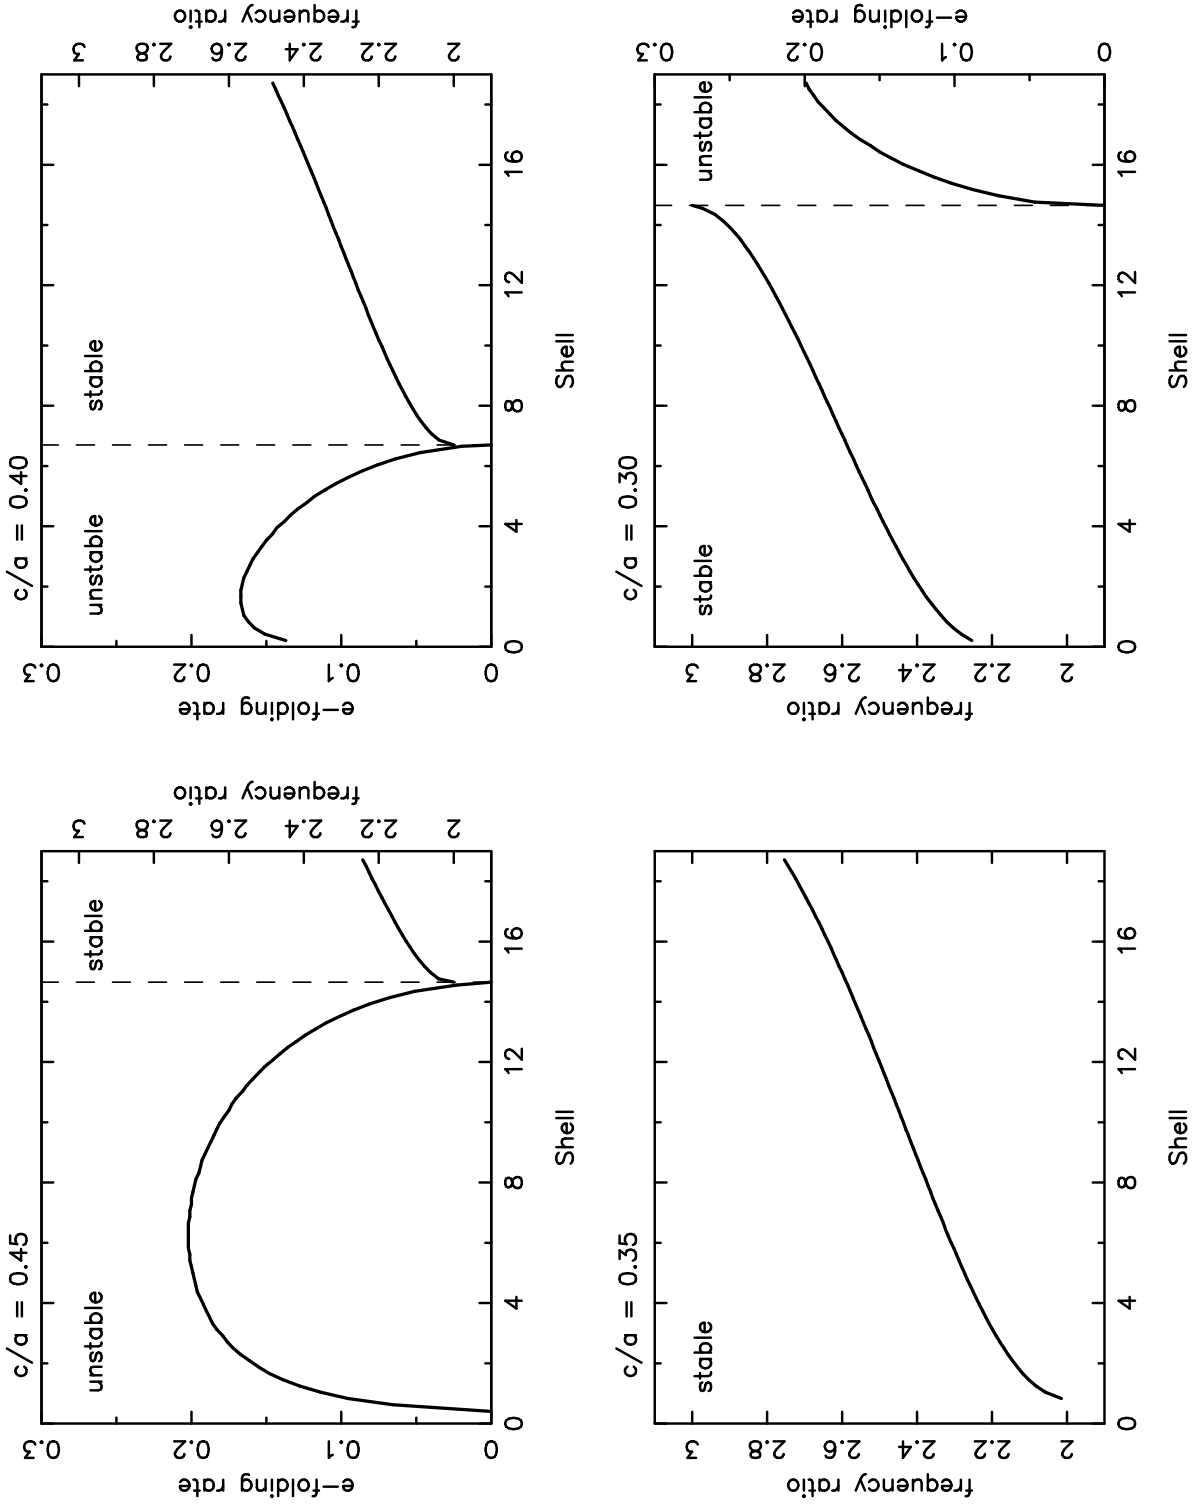 c/a = 0.45
unstable
stable
e-folding rate
0.3
0.2
0.1
0
frequency ratio
3
2.8
2.6
2.4
2.2
2
0 4 8 12 16
Shell
c/a = 0.40
unstable
stable
e-folding rate
0.3
0.2
0.1
0
frequency ratio
3
2.8
2.6
2.4
2.2
2
0 4 8 12 16
Shell
c/a = 0.35
stable
frequency ratio
3
2.8
2.6
2.4
2.2
2
0 4 8 12 16
Shell
c/a = 0.30
stable
unstable
frequency ratio
3
2.8
2.6
2.4
2.2
2
e-folding rate
0.3
0.2
0.1
0
0 4 8 12 16
Shell